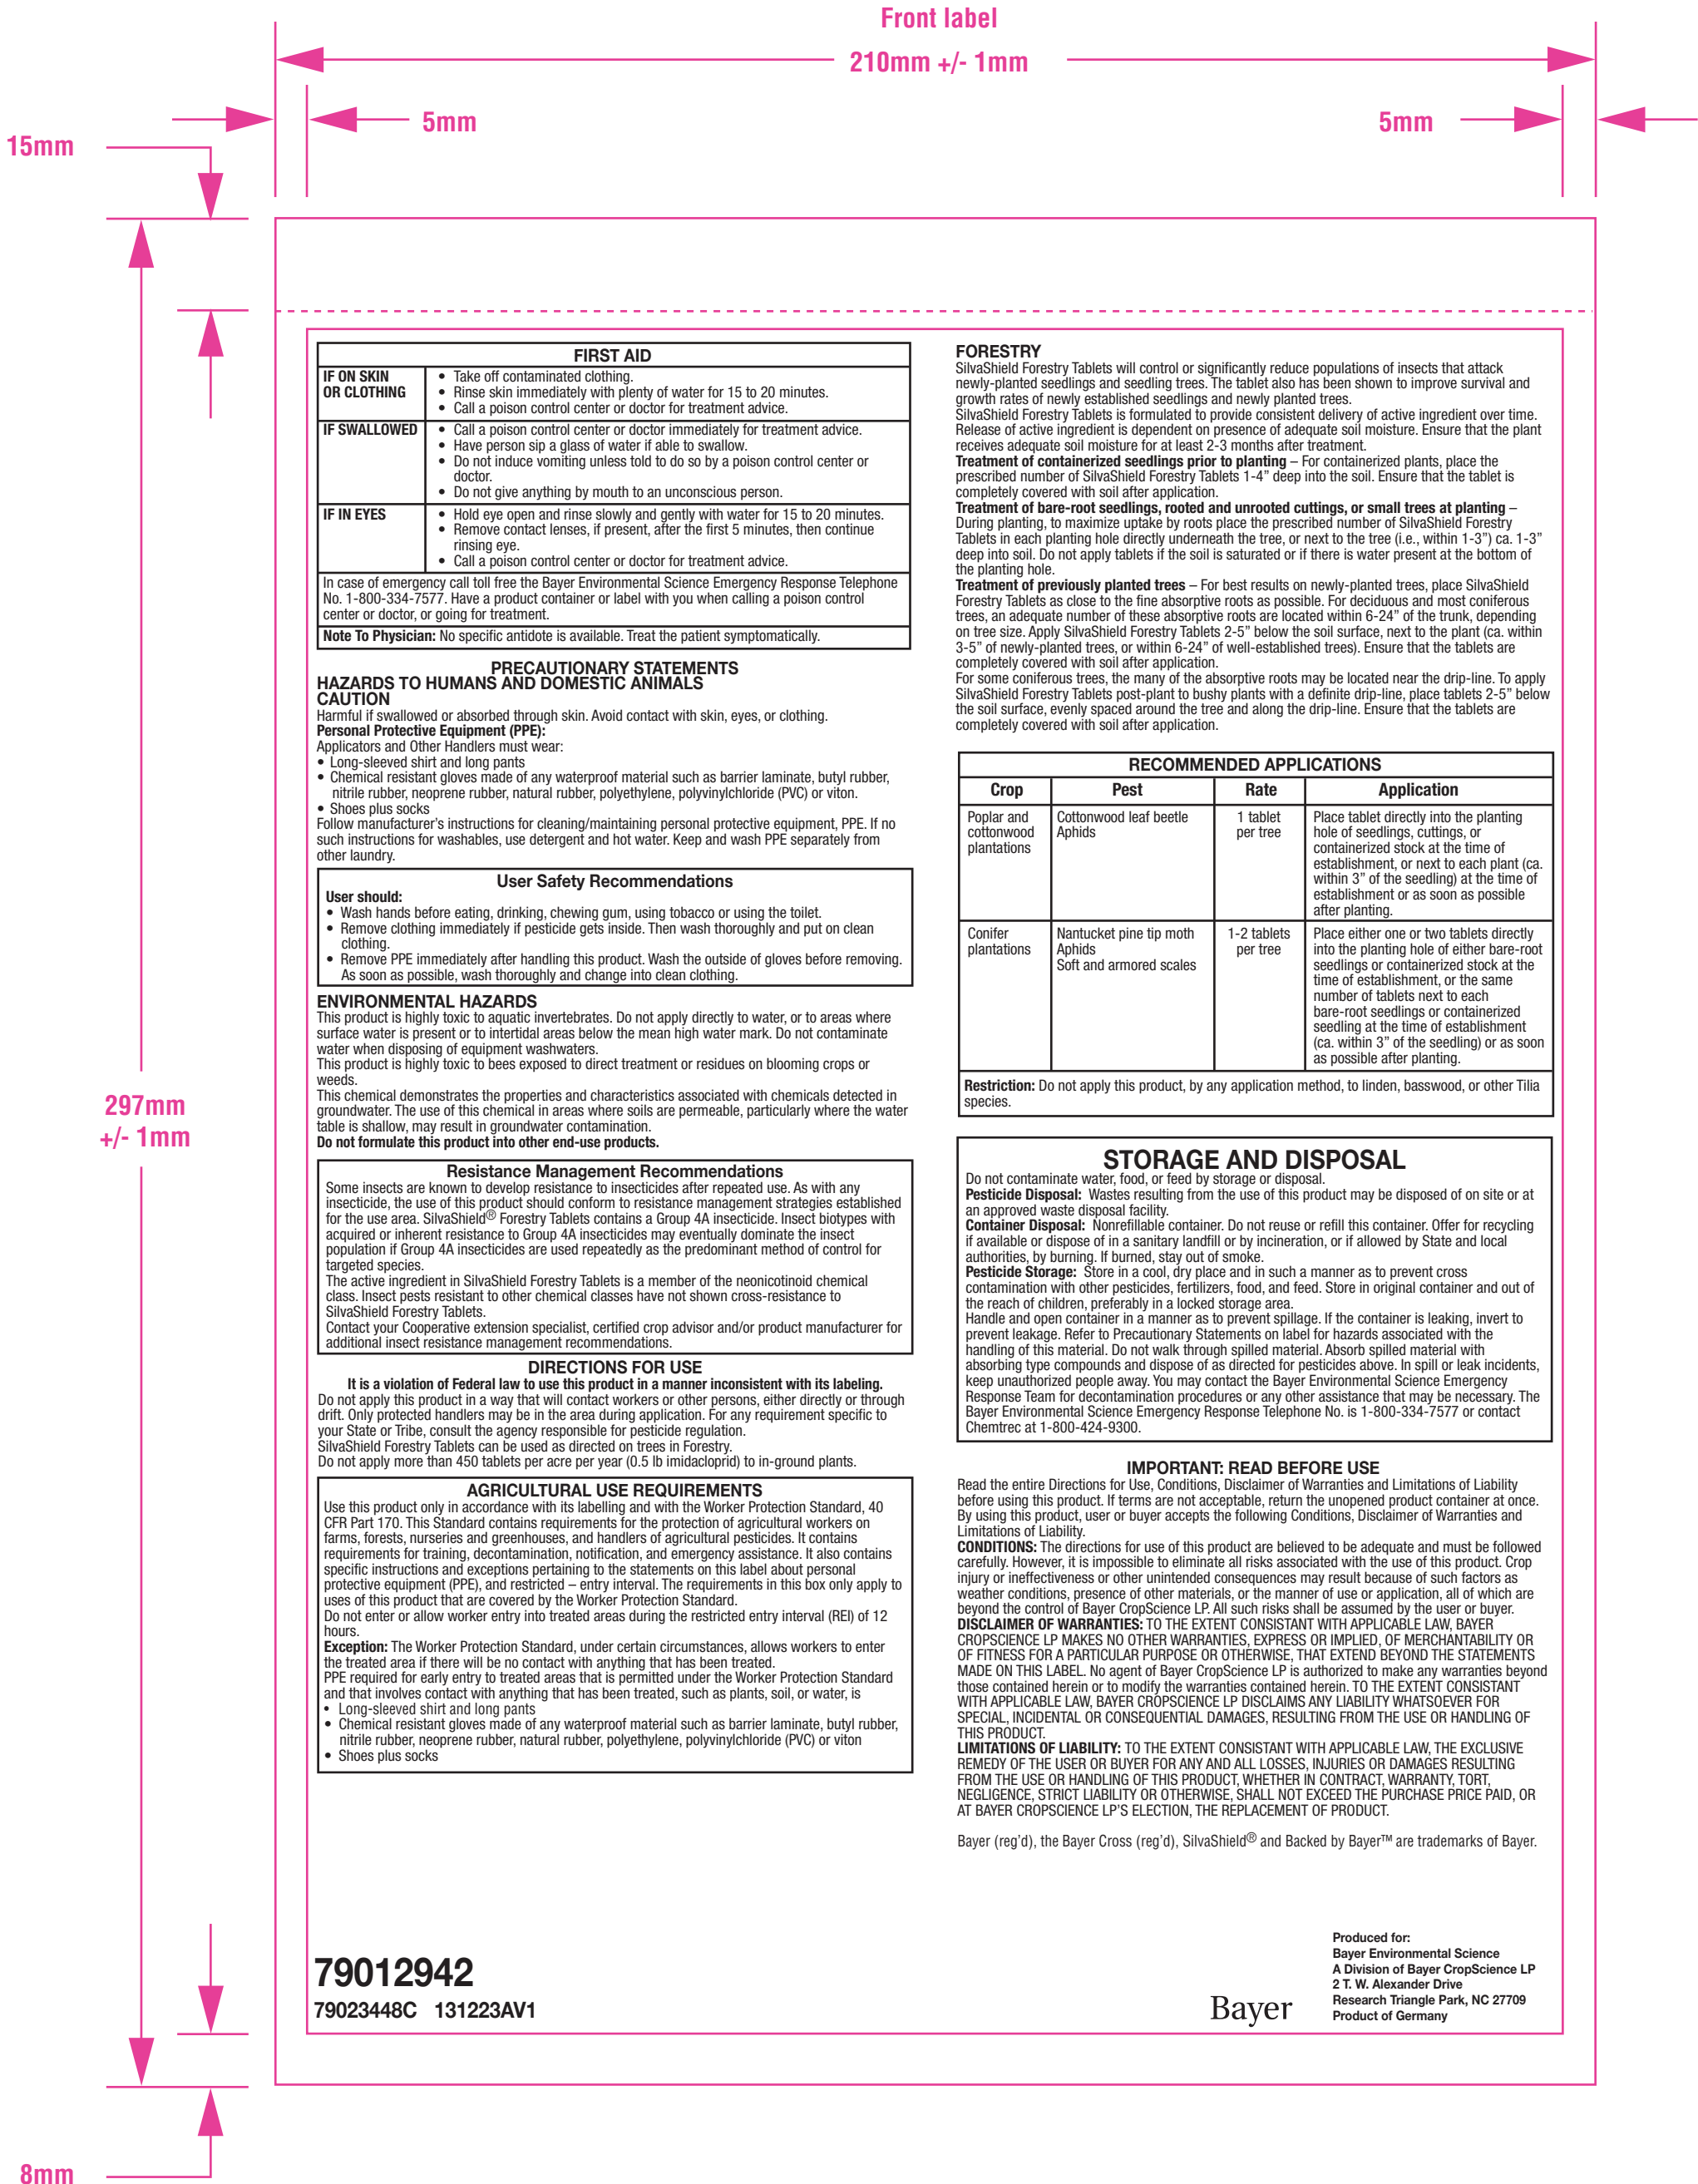 Front label
210mm +/- 1mm
5mm
5mm
15mm
FIRST AID
IF ON SKIN
OR CLOTHING
• Take off contaminated clothing.
• Rinse skin immediately with plenty of water for 15 to 20 minutes.
• Call a poison control center or doctor for treatment advice.
IF SWALLOWED
• Call a poison control center or doctor immediately for treatment advice.
• Have person sip a glass of water if able to swallow.
• Do not induce vomiting unless told to do so by a poison control center or
doctor.
• Do not give anything by mouth to an unconscious person.
IF IN EYES
• Hold eye open and rinse slowly and gently with water for 15 to 20 minutes.
• Remove contact lenses, if present, after the first 5 minutes, then continue
rinsing eye.
• Call a poison control center or doctor for treatment advice.
In case of emergency call toll free the Bayer Environmental Science Emergency Response Telephone
No. 1-800-334-7577. Have a product container or label with you when calling a poison control
center or doctor, or going for treatment.
Note To Physician: No specific antidote is available. Treat the patient symptomatically.
PRECAUTIONARY STATEMENTS
HAZARDS TO HUMANS AND DOMESTIC ANIMALS
CAUTION
Harmful if swallowed or absorbed through skin. Avoid contact with skin, eyes, or clothing.
Personal Protective Equipment (PPE):
Applicators and Other Handlers must wear:
• Long-sleeved shirt and long pants
• Chemical resistant gloves made of any waterproof material such as barrier laminate, butyl rubber,
nitrile rubber, neoprene rubber, natural rubber, polyethylene, polyvinylchloride (PVC) or viton.
• Shoes plus socks
Follow manufacturer's instructions for cleaning/maintaining personal protective equipment, PPE. If no
such instructions for washables, use detergent and hot water. Keep and wash PPE separately from
other laundry.
User Safety Recommendations
User should:
• Wash hands before eating, drinking, chewing gum, using tobacco or using the toilet.
• Remove clothing immediately if pesticide gets inside. Then wash thoroughly and put on clean
clothing.
• Remove PPE immediately after handling this product. Wash the outside of gloves before removing.
As soon as possible, wash thoroughly and change into clean clothing.
ENVIRONMENTAL HAZARDS
This product is highly toxic to aquatic invertebrates. Do not apply directly to water, or to areas where
surface water is present or to intertidal areas below the mean high water mark. Do not contaminate
water when disposing of equipment washwaters.
This product is highly toxic to bees exposed to direct treatment or residues on blooming crops or
weeds.
This chemical demonstrates the properties and characteristics associated with chemicals detected in
groundwater. The use of this chemical in areas where soils are permeable, particularly where the water
table is shallow, may result in groundwater contamination.
Do not formulate this product into other end-use products.
Resistance Management Recommendations
Some insects are known to develop resistance to insecticides after repeated use. As with any
insecticide, the use of this product should conform to resistance management strategies established
for the use area. SilvaShield® Forestry Tablets contains a Group 4A insecticide. Insect biotypes with
acquired or inherent resistance to Group 4A insecticides may eventually dominate the insect
population if Group 4A insecticides are used repeatedly as the predominant method of control for
targeted species.
The active ingredient in SilvaShield Forestry Tablets is a member of the neonicotinoid chemical
class. Insect pests resistant to other chemical classes have not shown cross-resistance to
SilvaShield Forestry Tablets.
Contact your Cooperative extension specialist, certified crop advisor and/or product manufacturer for
additional insect resistance management recommendations.
DIRECTIONS FOR USE
It is a violation of Federal law to use this product in a manner inconsistent with its labeling.
Do not apply this product in a way that will contact workers or other persons, either directly or through
drift. Only protected handlers may be in the area during application. For any requirement specific to
your State or Tribe, consult the agency responsible for pesticide regulation.
SilvaShield Forestry Tablets can be used as directed on trees in Forestry.
Do not apply more than 450 tablets per acre per year (0.5 lb imidacloprid) to in-ground plants.
AGRICULTURAL USE REQUIREMENTS
Use this product only in accordance with its labelling and with the Worker Protection Standard, 40
CFR Part 170. This Standard contains requirements for the protection of agricultural workers on
farms, forests, nurseries and greenhouses, and handlers of agricultural pesticides. It contains
requirements for training, decontamination, notification, and emergency assistance. It also contains
specific instructions and exceptions pertaining to the statements on this label about personal
protective equipment (PPE), and restricted – entry interval. The requirements in this box only apply to
uses of this product that are covered by the Worker Protection Standard.
Do not enter or allow worker entry into treated areas during the restricted entry interval (REI) of 12
hours.
Exception: The Worker Protection Standard, under certain circumstances, allows workers to enter
the treated area if there will be no contact with anything that has been treated.
PPE required for early entry to treated areas that is permitted under the Worker Protection Standard
and that involves contact with anything that has been treated, such as plants, soil, or water, is
• Long-sleeved shirt and long pants
• Chemical resistant gloves made of any waterproof material such as barrier laminate, butyl rubber,
nitrile rubber, neoprene rubber, natural rubber, polyethylene, polyvinylchloride (PVC) or viton
• Shoes plus socks
FORESTRY
SilvaShield Forestry Tablets will control or significantly reduce populations of insects that attack
newly-planted seedlings and seedling trees. The tablet also has been shown to improve survival and
growth rates of newly established seedlings and newly planted trees.
SilvaShield Forestry Tablets is formulated to provide consistent delivery of active ingredient over time.
Release of active ingredient is dependent on presence of adequate soil moisture. Ensure that the plant
receives adequate soil moisture for at least 2-3 months after treatment.
Treatment of containerized seedlings prior to planting – For containerized plants, place the
prescribed number of SilvaShield Forestry Tablets 1-4” deep into the soil. Ensure that the tablet is
completely covered with soil after application.
Treatment of bare-root seedlings, rooted and unrooted cuttings, or small trees at planting –
During planting, to maximize uptake by roots place the prescribed number of SilvaShield Forestry
Tablets in each planting hole directly underneath the tree, or next to the tree (i.e., within 1-3”) ca. 1-3”
deep into soil. Do not apply tablets if the soil is saturated or if there is water present at the bottom of
the planting hole.
Treatment of previously planted trees – For best results on newly-planted trees, place SilvaShield
Forestry Tablets as close to the fine absorptive roots as possible. For deciduous and most coniferous
trees, an adequate number of these absorptive roots are located within 6-24” of the trunk, depending
on tree size. Apply SilvaShield Forestry Tablets 2-5” below the soil surface, next to the plant (ca. within
3-5” of newly-planted trees, or within 6-24” of well-established trees). Ensure that the tablets are
completely covered with soil after application.
For some coniferous trees, the many of the absorptive roots may be located near the drip-line. To apply
SilvaShield Forestry Tablets post-plant to bushy plants with a definite drip-line, place tablets 2-5” below
the soil surface, evenly spaced around the tree and along the drip-line. Ensure that the tablets are
completely covered with soil after application.
RECOMMENDED APPLICATIONS
Crop Pest Rate Application
Poplar and
cottonwood
plantations
Cottonwood leaf beetle
Aphids
1 tablet
per tree
Place tablet directly into the planting
hole of seedlings, cuttings, or
containerized stock at the time of
establishment, or next to each plant (ca.
within 3” of the seedling) at the time of
establishment or as soon as possible
after planting.
Conifer
plantations
Nantucket pine tip moth
Aphids
Soft and armored scales
1-2 tablets
per tree
Place either one or two tablets directly
into the planting hole of either bare-root
seedlings or containerized stock at the
time of establishment, or the same
number of tablets next to each
bare-root seedlings or containerized
seedling at the time of establishment
(ca. within 3” of the seedling) or as soon
as possible after planting.
Restriction: Do not apply this product, by any application method, to linden, basswood, or other Tilia
species.
STORAGE AND DISPOSAL
Do not contaminate water, food, or feed by storage or disposal.
Pesticide Disposal: Wastes resulting from the use of this product may be disposed of on site or at
an approved waste disposal facility.
Container Disposal: Nonrefillable container. Do not reuse or refill this container. Offer for recycling
if available or dispose of in a sanitary landfill or by incineration, or if allowed by State and local
authorities, by burning. If burned, stay out of smoke.
Pesticide Storage: Store in a cool, dry place and in such a manner as to prevent cross
contamination with other pesticides, fertilizers, food, and feed. Store in original container and out of
the reach of children, preferably in a locked storage area.
Handle and open container in a manner as to prevent spillage. If the container is leaking, invert to
prevent leakage. Refer to Precautionary Statements on label for hazards associated with the
handling of this material. Do not walk through spilled material. Absorb spilled material with
absorbing type compounds and dispose of as directed for pesticides above. In spill or leak incidents,
keep unauthorized people away. You may contact the Bayer Environmental Science Emergency
Response Team for decontamination procedures or any other assistance that may be necessary. The
Bayer Environmental Science Emergency Response Telephone No. is 1-800-334-7577 or contact
Chemtrec at 1-800-424-9300.
IMPORTANT: READ BEFORE USE
Read the entire Directions for Use, Conditions, Disclaimer of Warranties and Limitations of Liability
before using this product. If terms are not acceptable, return the unopened product container at once.
By using this product, user or buyer accepts the following Conditions, Disclaimer of Warranties and
Limitations of Liability.
CONDITIONS: The directions for use of this product are believed to be adequate and must be followed
carefully. However, it is impossible to eliminate all risks associated with the use of this product. Crop
injury or ineffectiveness or other unintended consequences may result because of such factors as
weather conditions, presence of other materials, or the manner of use or application, all of which are
beyond the control of Bayer CropScience LP. All such risks shall be assumed by the user or buyer.
DISCLAIMER OF WARRANTIES: TO THE EXTENT CONSISTANT WITH APPLICABLE LAW, BAYER
CROPSCIENCE LP MAKES NO OTHER WARRANTIES, EXPRESS OR IMPLIED, OF MERCHANTABILITY OR
OF FITNESS FOR A PARTICULAR PURPOSE OR OTHERWISE, THAT EXTEND BEYOND THE STATEMENTS
MADE ON THIS LABEL. No agent of Bayer CropScience LP is authorized to make any warranties beyond
those contained herein or to modify the warranties contained herein. TO THE EXTENT CONSISTANT
WITH APPLICABLE LAW, BAYER CROPSCIENCE LP DISCLAIMS ANY LIABILITY WHATSOEVER FOR
SPECIAL, INCIDENTAL OR CONSEQUENTIAL DAMAGES, RESULTING FROM THE USE OR HANDLING OF
THIS PRODUCT.
LIMITATIONS OF LIABILITY: TO THE EXTENT CONSISTANT WITH APPLICABLE LAW, THE EXCLUSIVE
REMEDY OF THE USER OR BUYER FOR ANY AND ALL LOSSES, INJURIES OR DAMAGES RESULTING
FROM THE USE OR HANDLING OF THIS PRODUCT, WHETHER IN CONTRACT, WARRANTY, TORT,
NEGLIGENCE, STRICT LIABILITY OR OTHERWISE, SHALL NOT EXCEED THE PURCHASE PRICE PAID, OR
AT BAYER CROPSCIENCE LP'S ELECTION, THE REPLACEMENT OF PRODUCT.
Bayer (reg'd), the Bayer Cross (reg'd), SilvaShield® and Backed by Bayer™ are trademarks of Bayer.
297mm
+/- 1mm
79012942
79023448C 131223AV1
Bayer
Produced for:
Bayer Environmental Science
A Division of Bayer CropScience LP
2 T. W. Alexander Drive
Research Triangle Park, NC 27709
Product of Germany
8mm